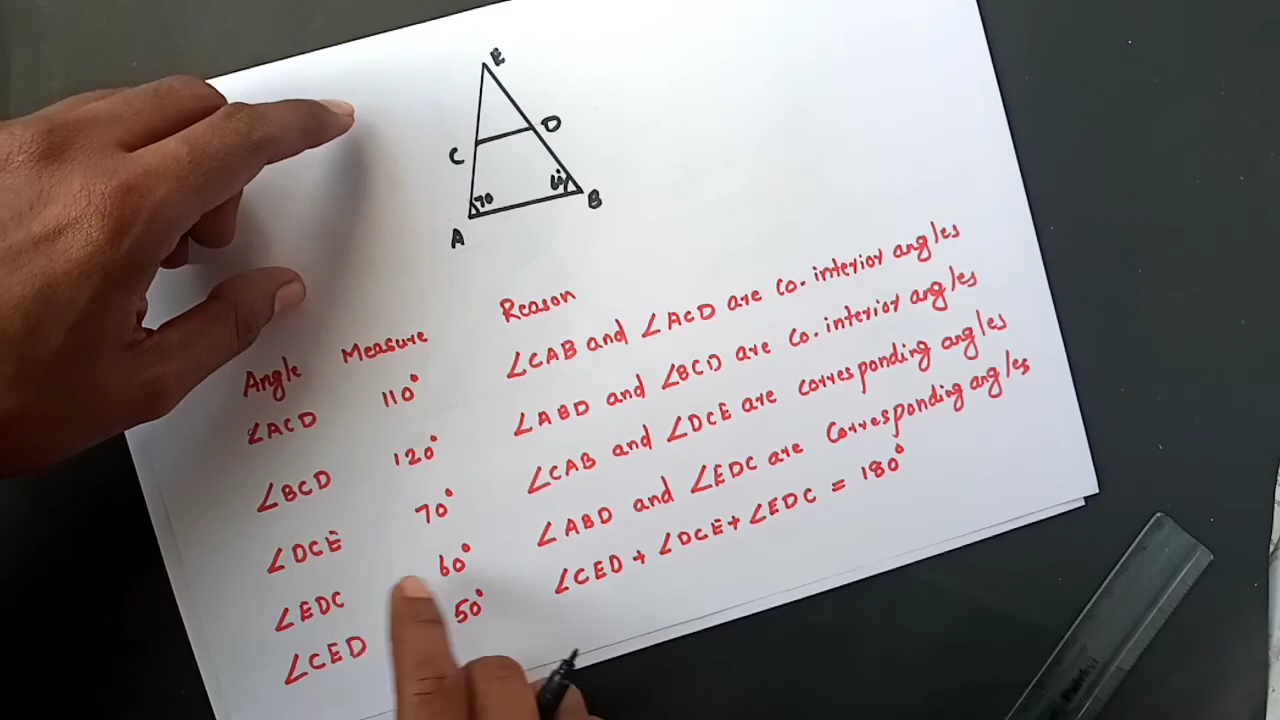 E
D
C
70
B
A
Angle Measure Reason
∠ACD 110° ∠CAB and ∠ACD are co.interior angles
∠BCD 120° ∠ABD and ∠BCD are co.interior angles
∠DCE 70° ∠CAB and ∠DCE are corresponding angles
∠EDC 60° ∠ABD and ∠EDC are corresponding angles
∠CED 50° ∠CED + ∠DCE + ∠EDC = 180°